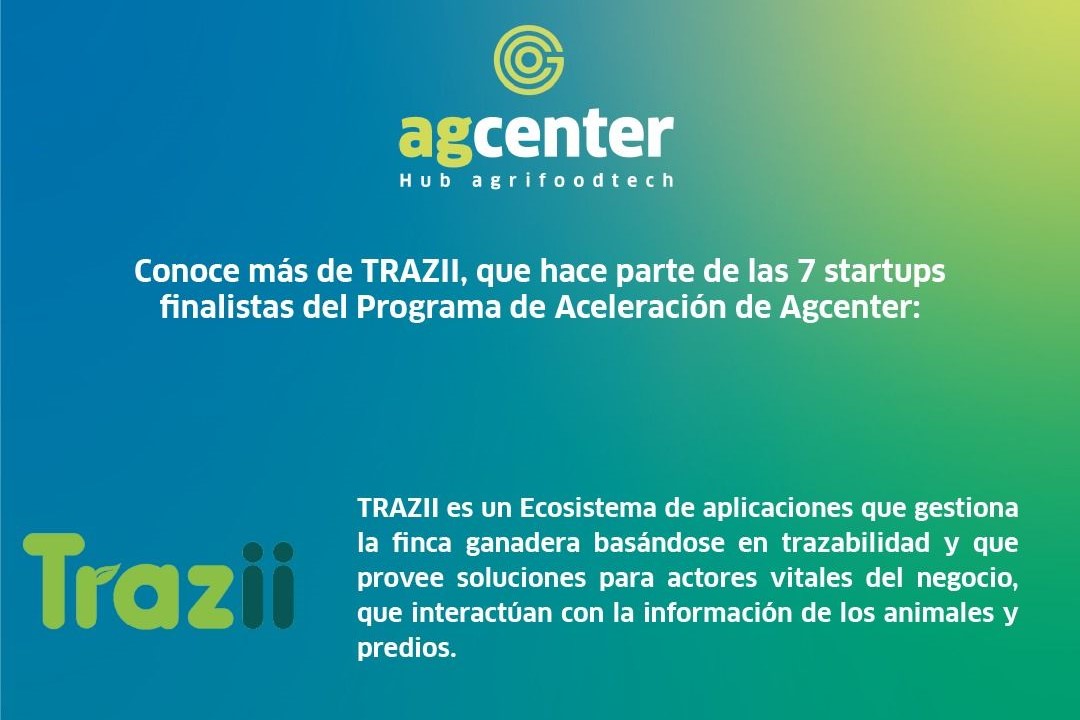 agcenter
Hub agrifoodtech
Conoce más de TRAZII, que hace parte de las 7 startups
finalistas del Programa de Aceleración de Agcenter:
Trazii
TRAZII es un Ecosistema de aplicaciones que gestiona
la finca ganadera basándose en trazabilidad y que
provee soluciones para actores vitales del negocio,
que interactúan con la información de los animales y
predios.